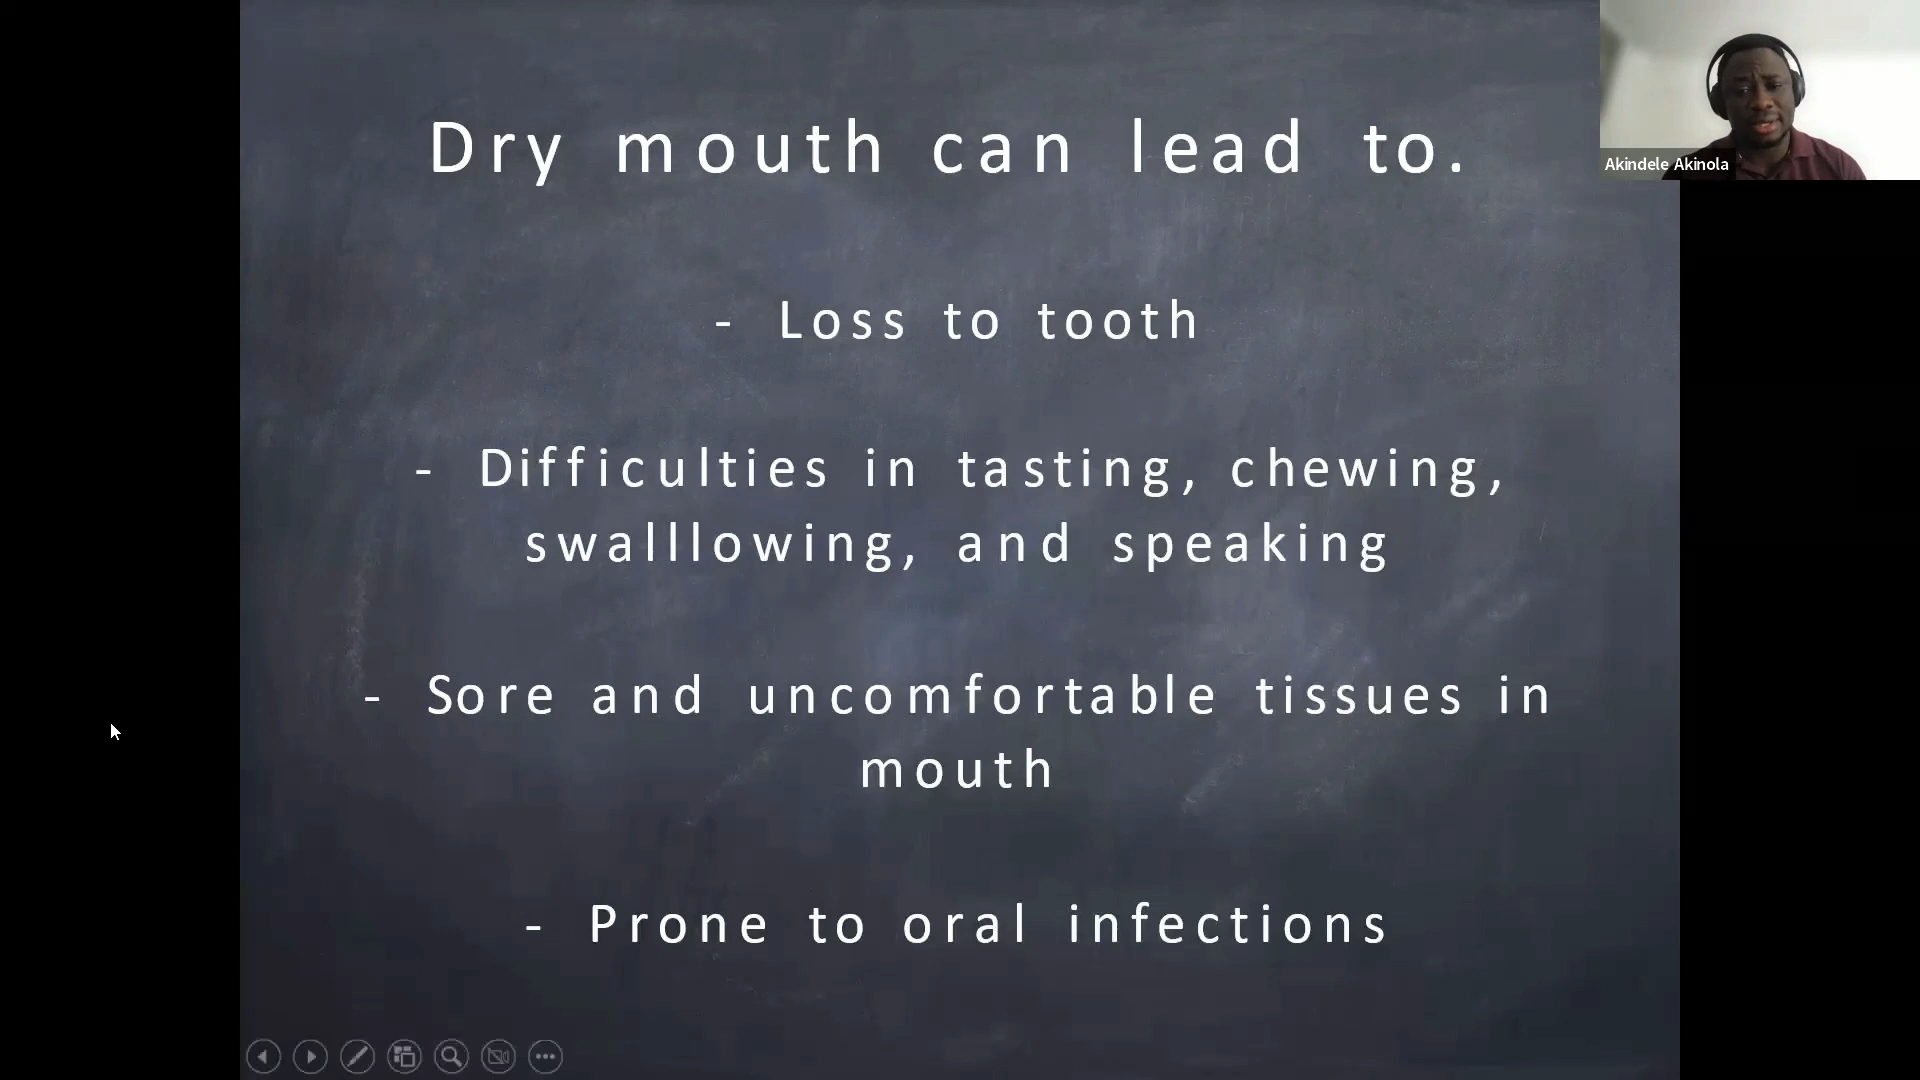 Dry mouth can lead to.
- Loss to tooth
- Difficulties in tasting, chewing,
swalllowing, and speaking
- Sore and uncomfortable tissues in
mouth
- Prone to oral infections
Akindele Akinola